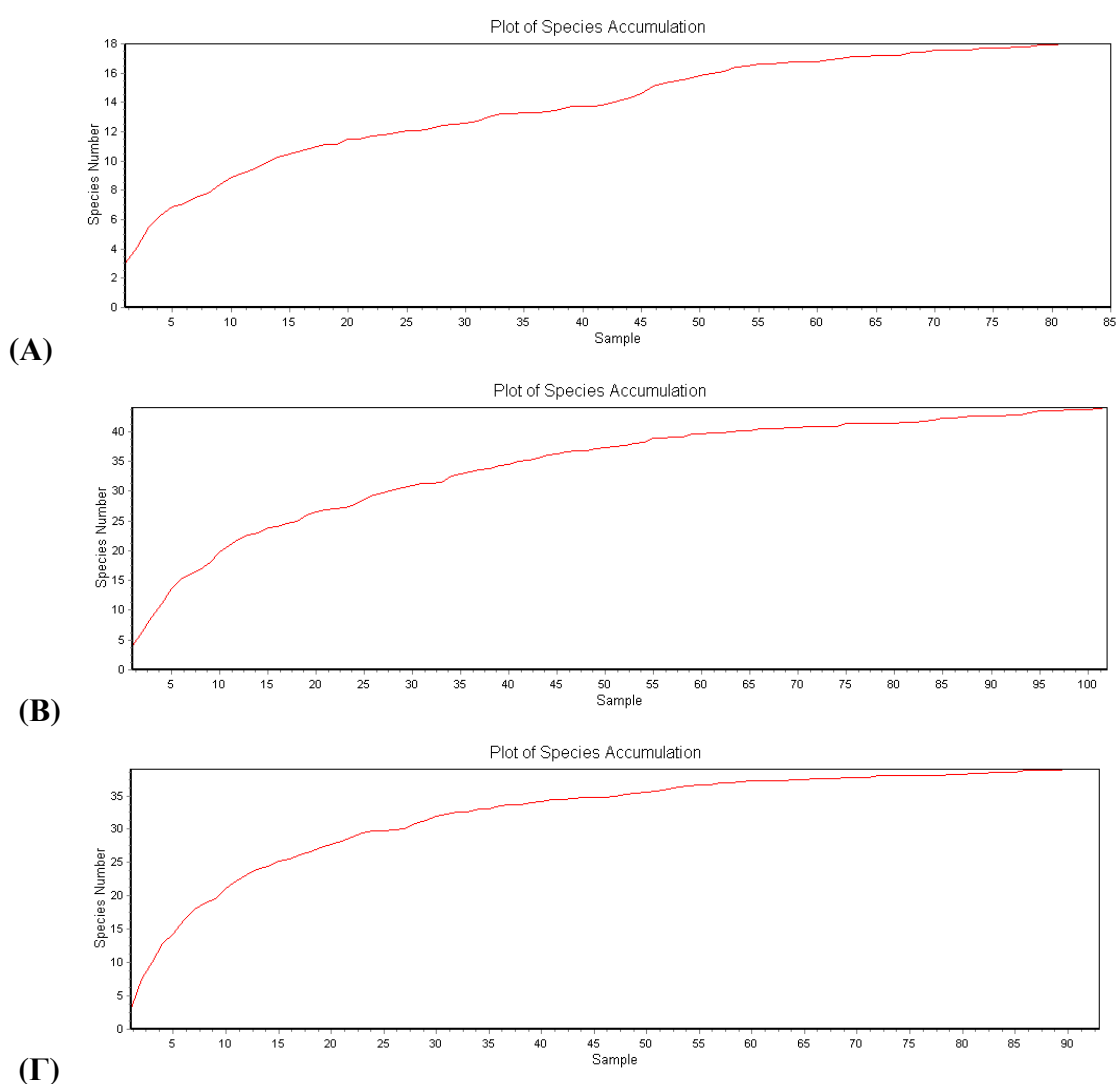 Plot of Species Accumulation
18
16
14
12
10
8
6
4
2
0
Species Number
5 10 15 20 25 30 35 40 45 50 55 60 65 70 75 80 85
Sample
(Α)
Plot of Species Accumulation
40
35
30
25
20
15
10
5
0
Species Number
5 10 15 20 25 30 35 40 45 50 55 60 65 70 75 80 85 90 95 100
Sample
(Β)
Plot of Species Accumulation
35
30
25
20
15
10
5
0
Species Number
5 10 15 20 25 30 35 40 45 50 55 60 65 70 75 80 85 90
Sample
(Γ)